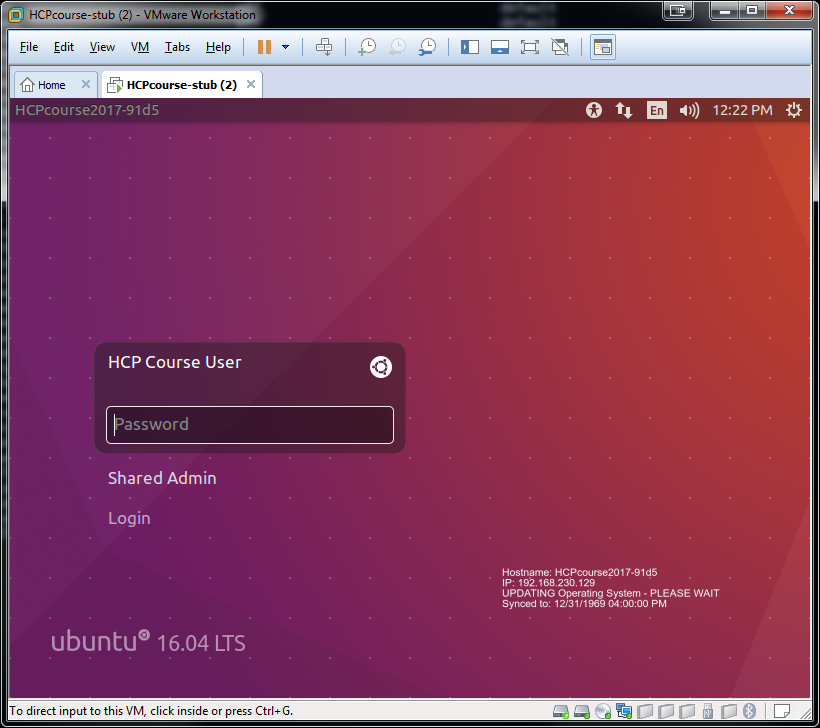 HCPcourse-stub (2) - VMware Workstation
File Edit View VM Tabs Help
Home HCPcourse-stub (2)
HCPcourse2017-91d5 En 12:22 PM
HCP Course User
Password
Shared Admin
Login
Hostname: HCPcourse2017-91d5
IP: 192.168.230.129
UPDATING Operating System - PLEASE WAIT
Synced to: 12/31/1969 04:00:00 PM
ubuntu 16.04 LTS
To direct input to this VM, click inside or press Ctrl+G.